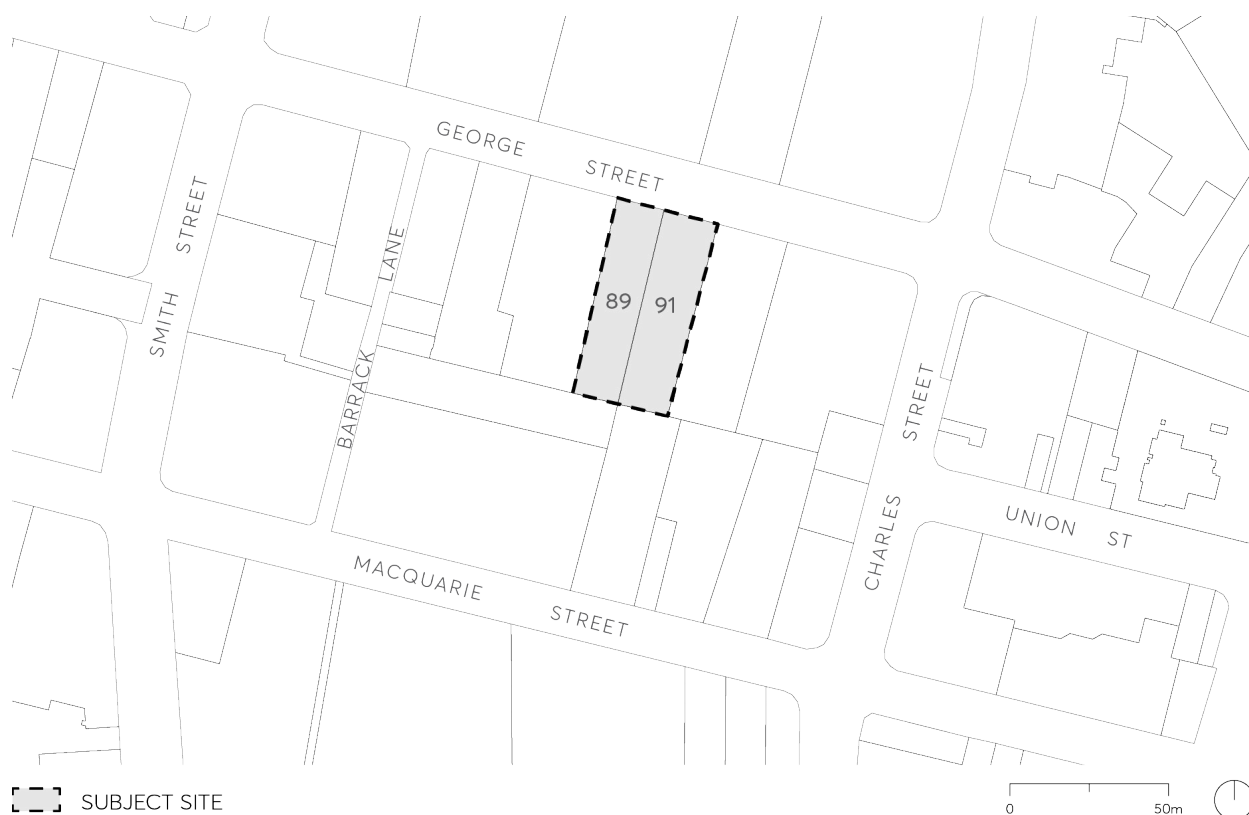 GEORGE STREET
SMITH STREET
BARRACK LANE
89
91
CHARLES STREET
UNION ST
MACQUARIE STREET
SUBJECT SITE
0 50m